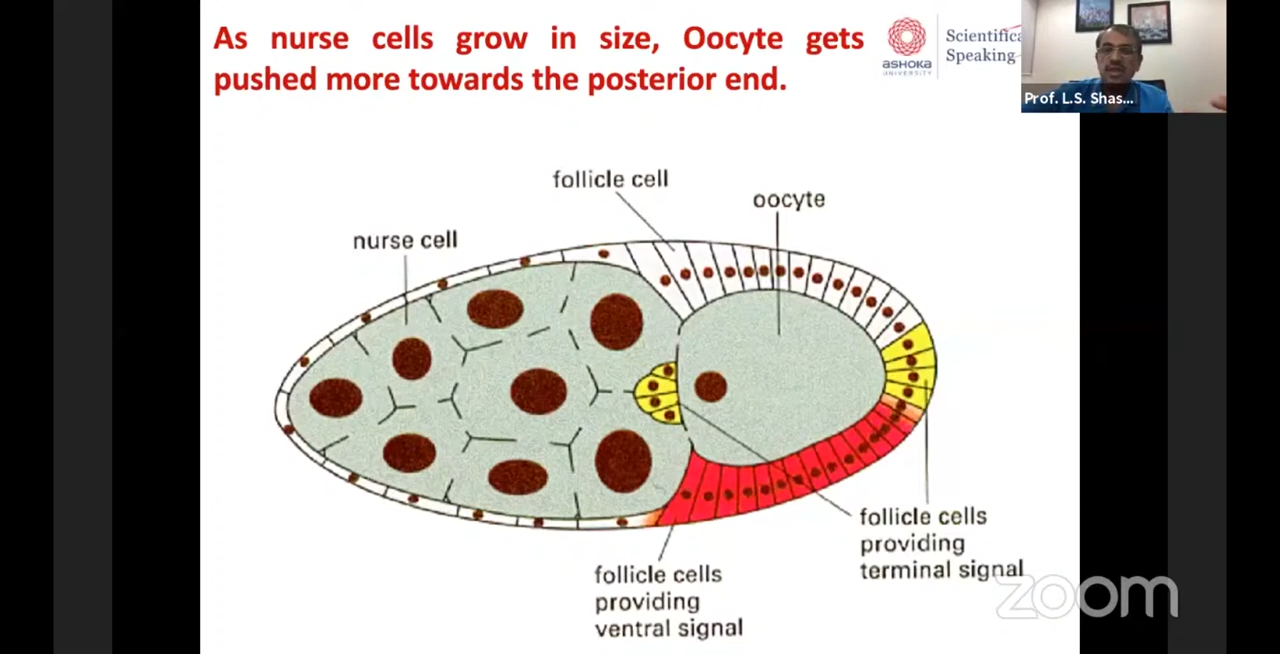 As nurse cells grow in size, Oocyte gets
pushed more towards the posterior end.
ASHOKA
UNIVERSITY
Speaking
Prof. L.S. Shas...
follicle cell
oocyte
nurse cell
follicle cells
providing
terminal signal
follicle cells
providing
ventral signal
zoom